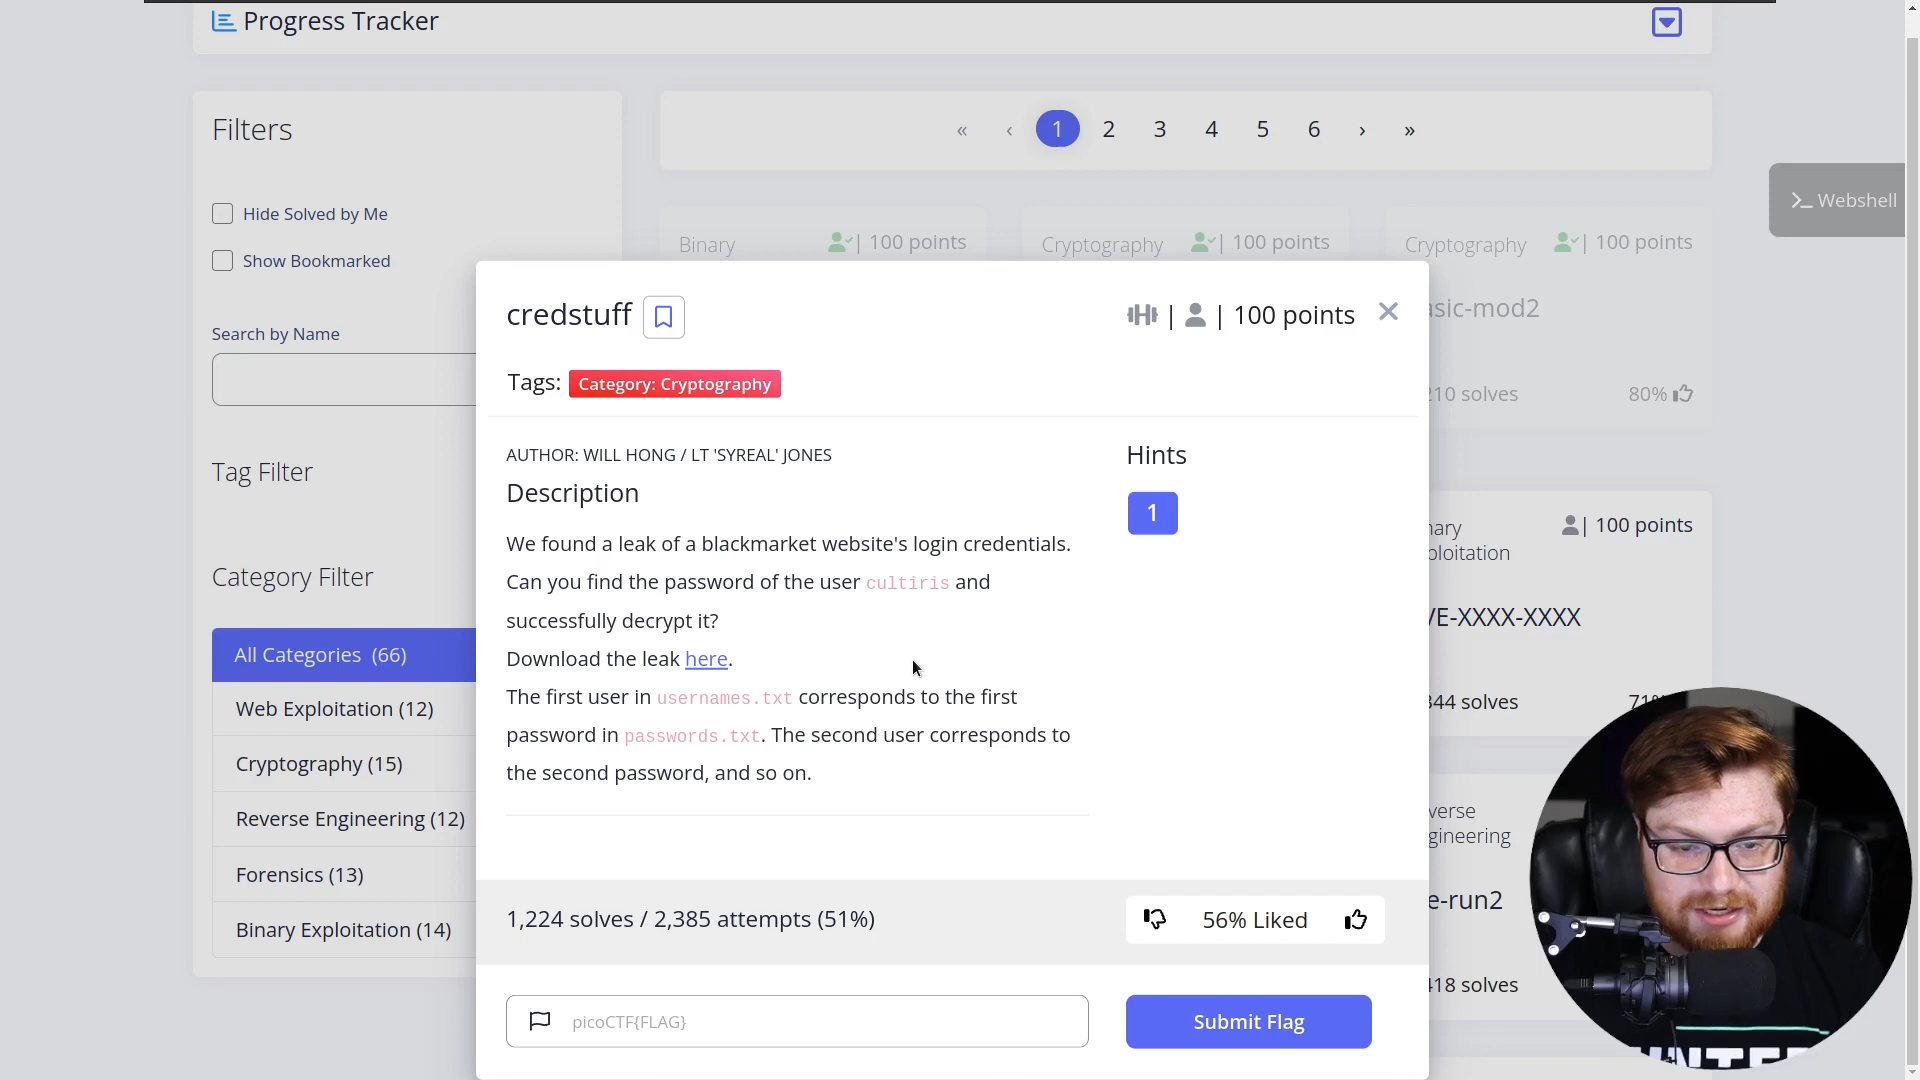 Progress Tracker
Filters
« ‹ 1 2 3 4 5 6 › »
Hide Solved by Me
Show Bookmarked
Search by Name
Tag Filter
Category Filter
All Categories (66)
Web Exploitation (12)
Cryptography (15)
Reverse Engineering (12)
Forensics (13)
Binary Exploitation (14)
Webshell
Binary | 100 points
Cryptography | 100 points
Cryptography | 100 points
asic-mod2
210 solves 80%
credstuff
| | 100 points
Tags: Category: Cryptography
AUTHOR: WILL HONG / LT 'SYREAL' JONES
Description
We found a leak of a blackmarket website's login credentials.
Can you find the password of the user cultiris and
successfully decrypt it?
Download the leak here.
The first user in usernames.txt corresponds to the first
password in passwords.txt. The second user corresponds to
the second password, and so on.
Hints
1
1,224 solves / 2,385 attempts (51%)
56% Liked
picoCTF{FLAG}
Submit Flag
nary
ploitation
| 100 points
VE-XXXX-XXXX
344 solves 71%
verse
gineering
e-run2
418 solves